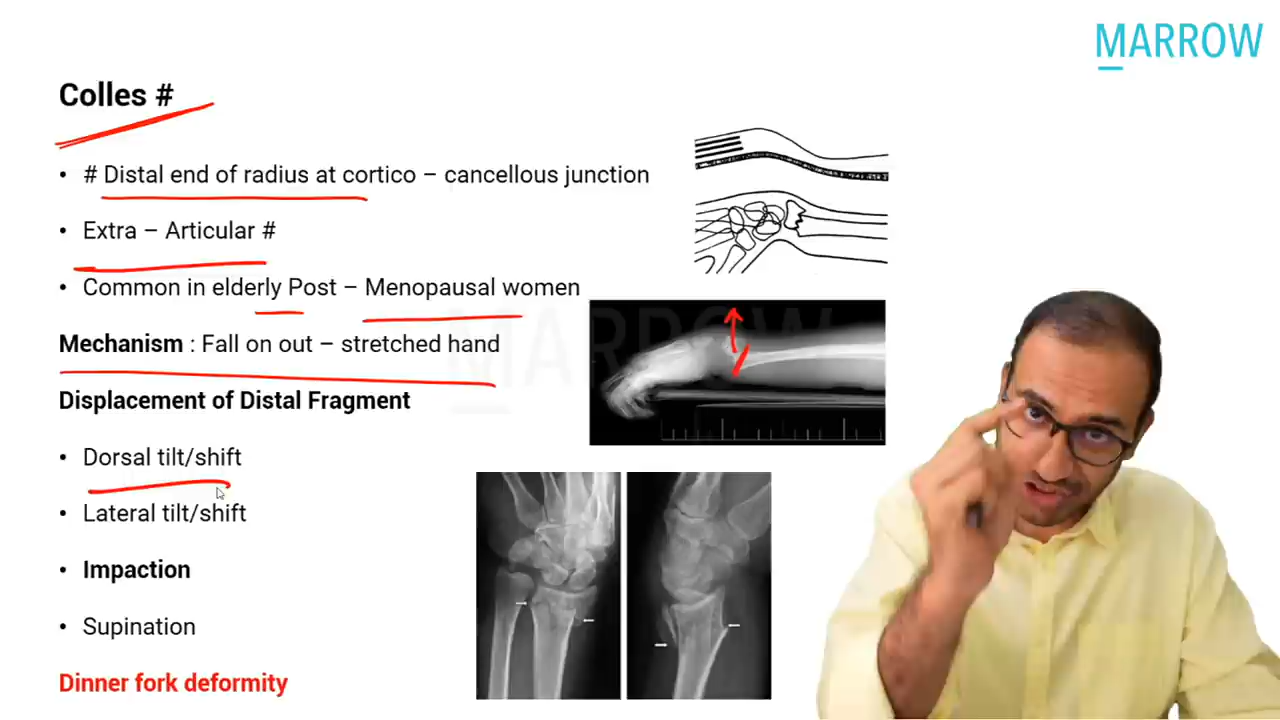 MARROW
Colles #
• # Distal end of radius at cortico – cancellous junction
• Extra – Articular #
• Common in elderly Post – Menopausal women
Mechanism : Fall on out – stretched hand
Displacement of Distal Fragment
• Dorsal tilt/shift
• Lateral tilt/shift
• Impaction
• Supination
Dinner fork deformity
MARROW